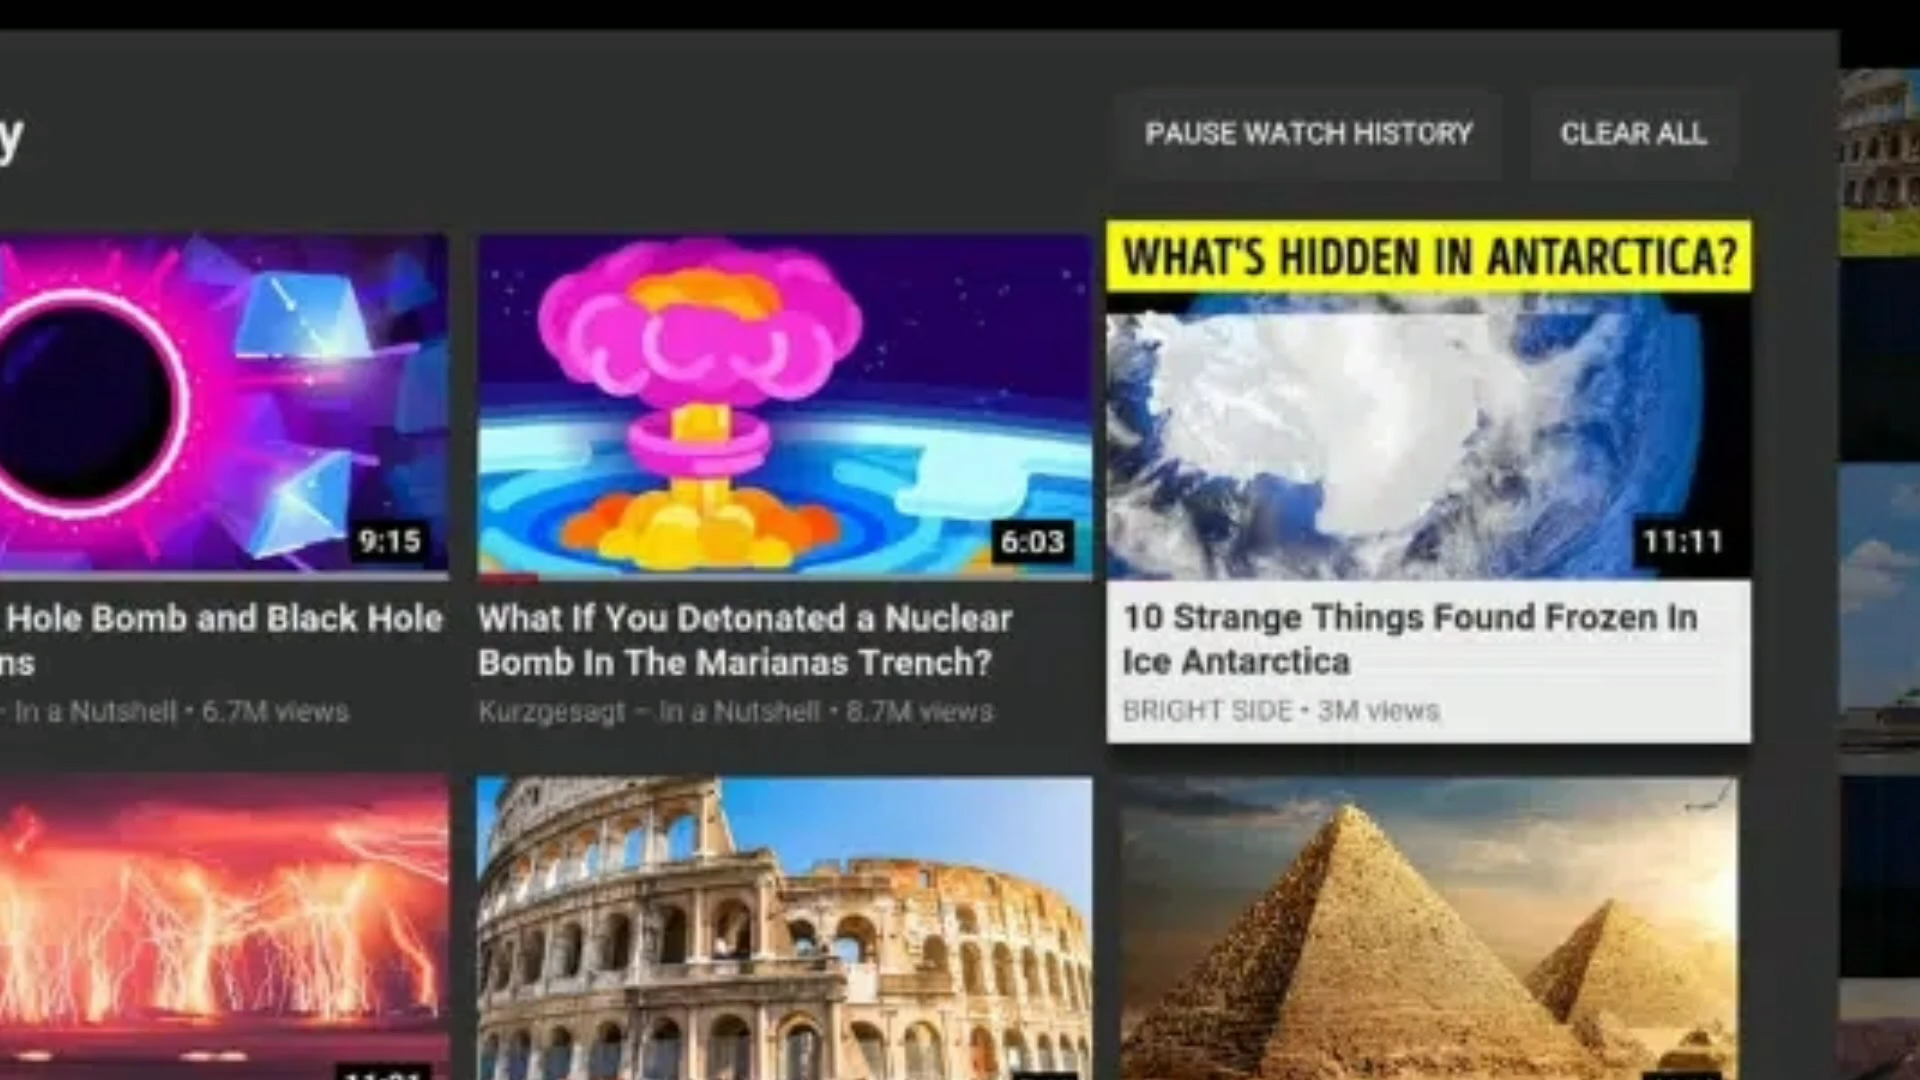 y
PAUSE WATCH HISTORY
CLEAR ALL
WHAT'S HIDDEN IN ANTARCTICA?
9:15
6:03
11:11
Hole Bomb and Black Hole
ns
- In a Nutshell • 6.7M views
What If You Detonated a Nuclear
Bomb In The Marianas Trench?
Kurzgesagt – In a Nutshell • 8.7M views
10 Strange Things Found Frozen In
Ice Antarctica
BRIGHT SIDE • 3M views